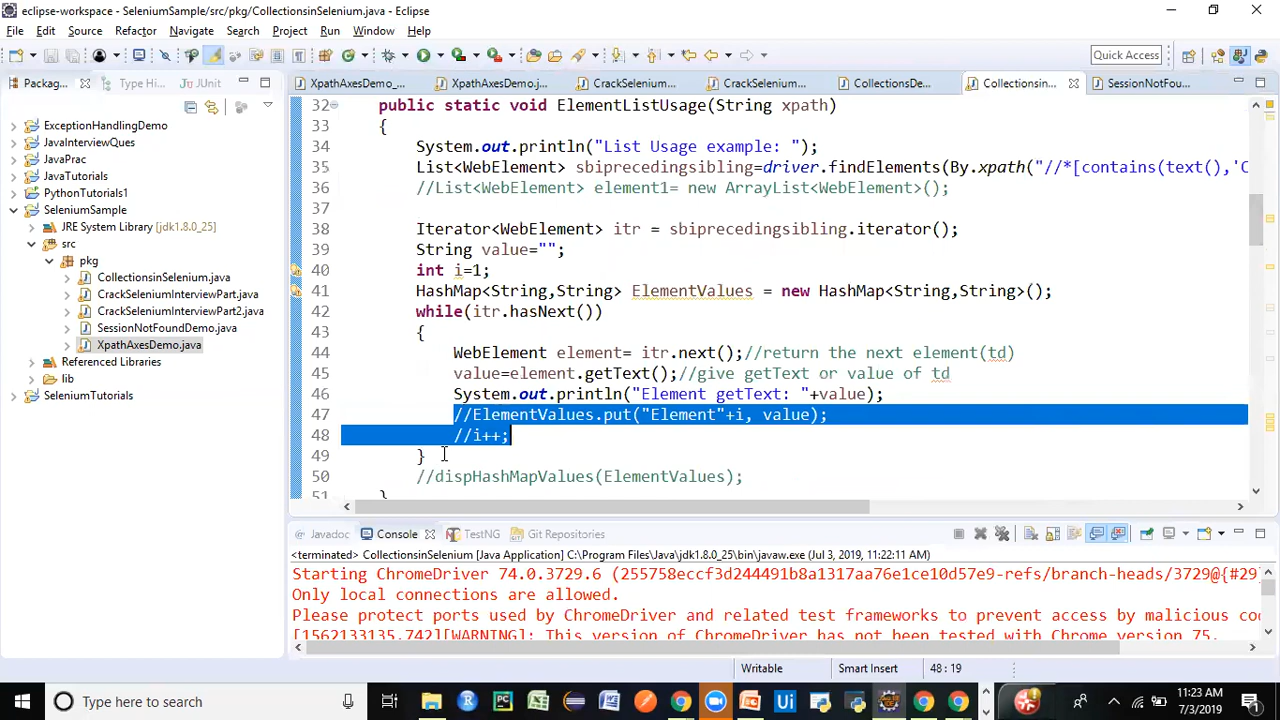 eclipse-workspace - SeleniumSample/src/pkg/CollectionsinSelenium.java - Eclipse
File Edit Source Refactor Navigate Search Project Run Window Help
Quick Access
Packag... Type Hi... JUnit
XpathAxesDemo_... XpathAxesDemo.j... CrackSelenium... CrackSelenium... CollectionsDe... Collectionsin... SessionNotFou...
ExceptionHandlingDemo
JavaInterviewQues
JavaPrac
JavaTutorials
PythonTutorials1
SeleniumSample
JRE System Library [jdk1.8.0_25]
src
pkg
CollectionsinSelenium.java
CrackSeleniumInterviewPart.java
CrackSeleniumInterviewPart2.java
SessionNotFoundDemo.java
XpathAxesDemo.java
Referenced Libraries
lib
SeleniumTutorials
32 public static void ElementListUsage(String xpath)
33 {
34 System.out.println("List Usage example: ");
35 List<WebElement> sbiprecedingsibling=driver.findElements(By.xpath("//*[contains(text(),'C
36 //List<WebElement> element1= new ArrayList<WebElement>();
37
38 Iterator<WebElement> itr = sbiprecedingsibling.iterator();
39 String value="";
40 int i=1;
41 HashMap<String,String> ElementValues = new HashMap<String,String>();
42 while(itr.hasNext())
43 {
44 WebElement element= itr.next();//return the next element(td)
45 value=element.getText();//give getText or value of td
46 System.out.println("Element getText: "+value);
47 //ElementValues.put("Element"+i, value);
48 //i++;
49 }
50 //dispHashMapValues(ElementValues);
51 }
Javadoc Console TestNG Git Repositories
<terminated> CollectionsinSelenium [Java Application] C:\Program Files\Java\jdk1.8.0_25\bin\javaw.exe (Jul 3, 2019, 11:22:11 AM)
Starting ChromeDriver 74.0.3729.6 (255758eccf3d244491b8a1317aa76e1ce10d57e9-refs/branch-heads/3729@{#29
Only local connections are allowed.
Please protect ports used by ChromeDriver and related test frameworks to prevent access by malicious co
[1562133135.742][WARNING]: This version of ChromeDriver has not been tested with Chrome version 75.
Writable Smart Insert 48 : 19
Type here to search
11:23 AM
7/3/2019